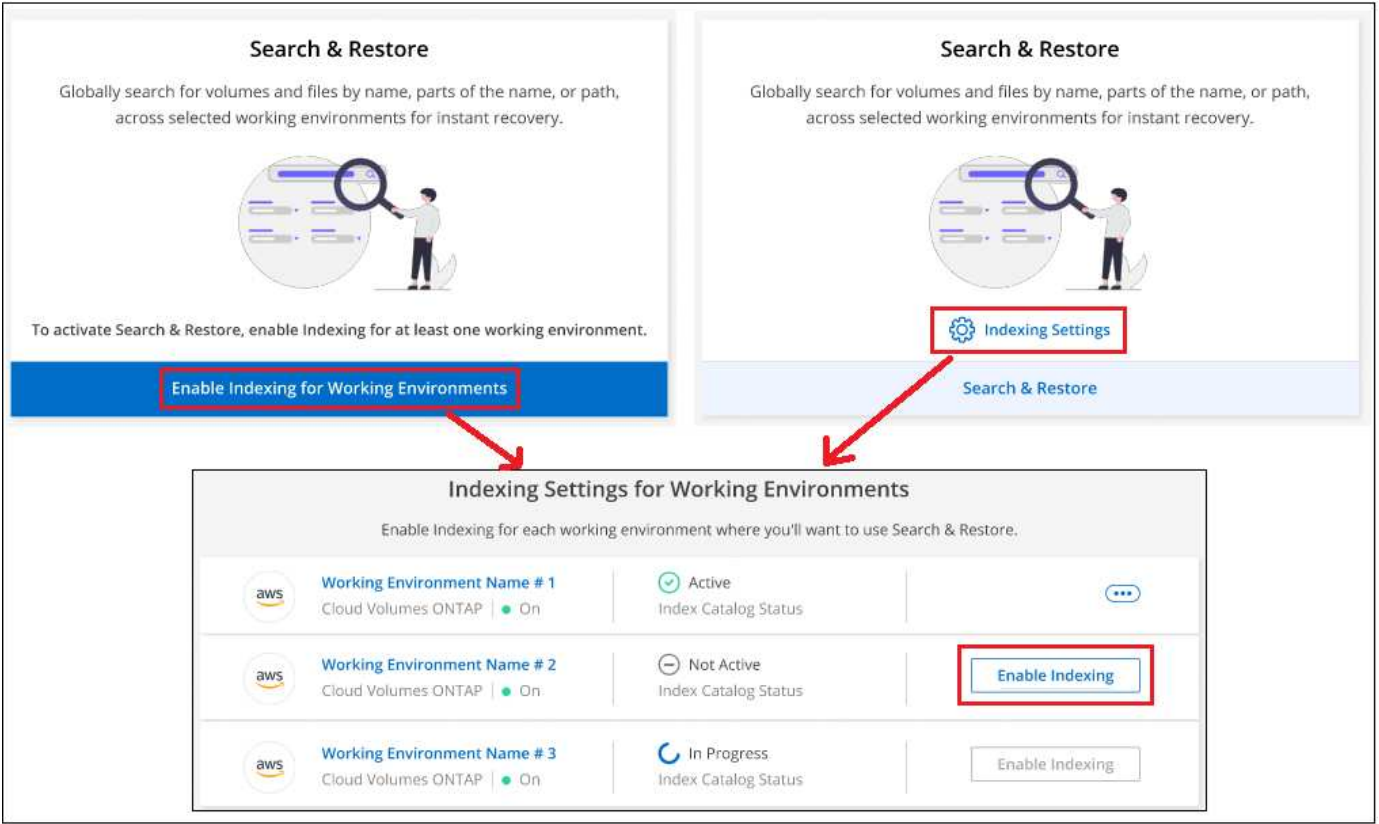 Search & Restore
Globally search for volumes and files by name, parts of the name, or path,
across selected working environments for instant recovery.
To activate Search & Restore, enable Indexing for at least one working environment.
Enable Indexing for Working Environments
Search & Restore
Globally search for volumes and files by name, parts of the name, or path,
across selected working environments for instant recovery.
Indexing Settings
Search & Restore
Indexing Settings for Working Environments
Enable Indexing for each working environment where you'll want to use Search & Restore.
aws
Working Environment Name # 1
Cloud Volumes ONTAP | On
Active
Index Catalog Status
aws
Working Environment Name # 2
Cloud Volumes ONTAP | On
Not Active
Index Catalog Status
Enable Indexing
aws
Working Environment Name # 3
Cloud Volumes ONTAP | On
In Progress
Index Catalog Status
Enable Indexing